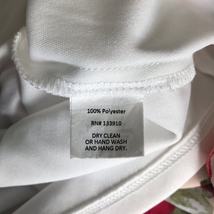 100% Polyester
RN# 133910
DRY CLEAN
OR HAND WASH
AND HANG DRY.